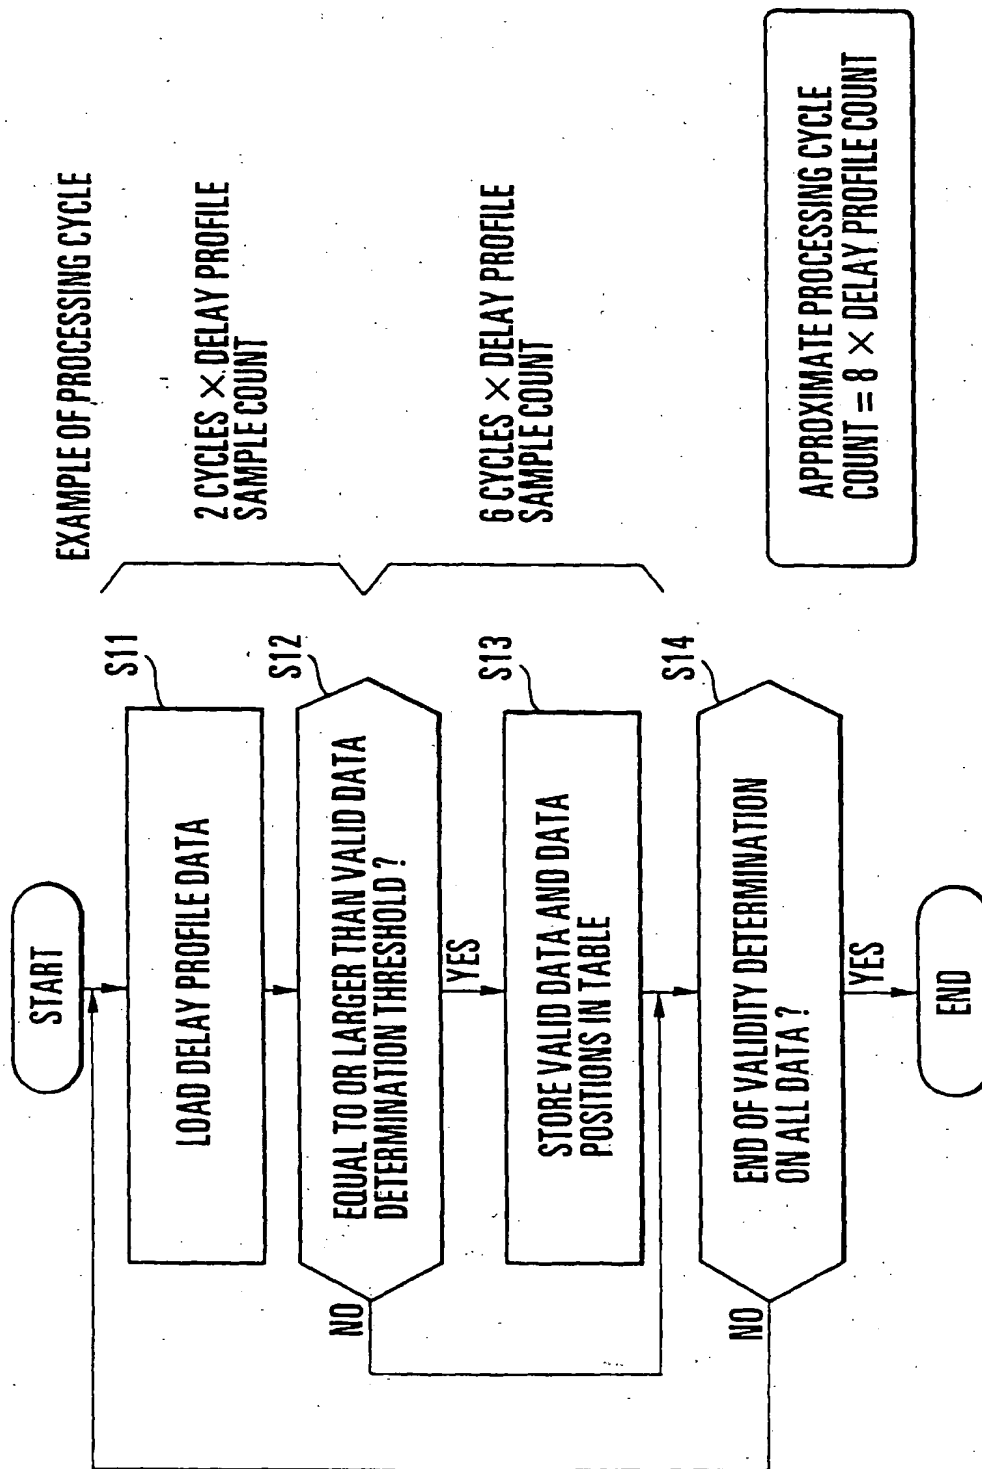 START
LOAD DELAY PROFILE DATA
S11
EQUAL TO OR LARGER THAN VALID DATA
DETERMINATION THRESHOLD ?
S12
YES
NO
STORE VALID DATA AND DATA
POSITIONS IN TABLE
S13
END OF VALIDITY DETERMINATION
ON ALL DATA ?
S14
YES
NO
END
EXAMPLE OF PROCESSING CYCLE
2 CYCLES × DELAY PROFILE
SAMPLE COUNT
6 CYCLES × DELAY PROFILE
SAMPLE COUNT
APPROXIMATE PROCESSING CYCLE
COUNT = 8 × DELAY PROFILE COUNT